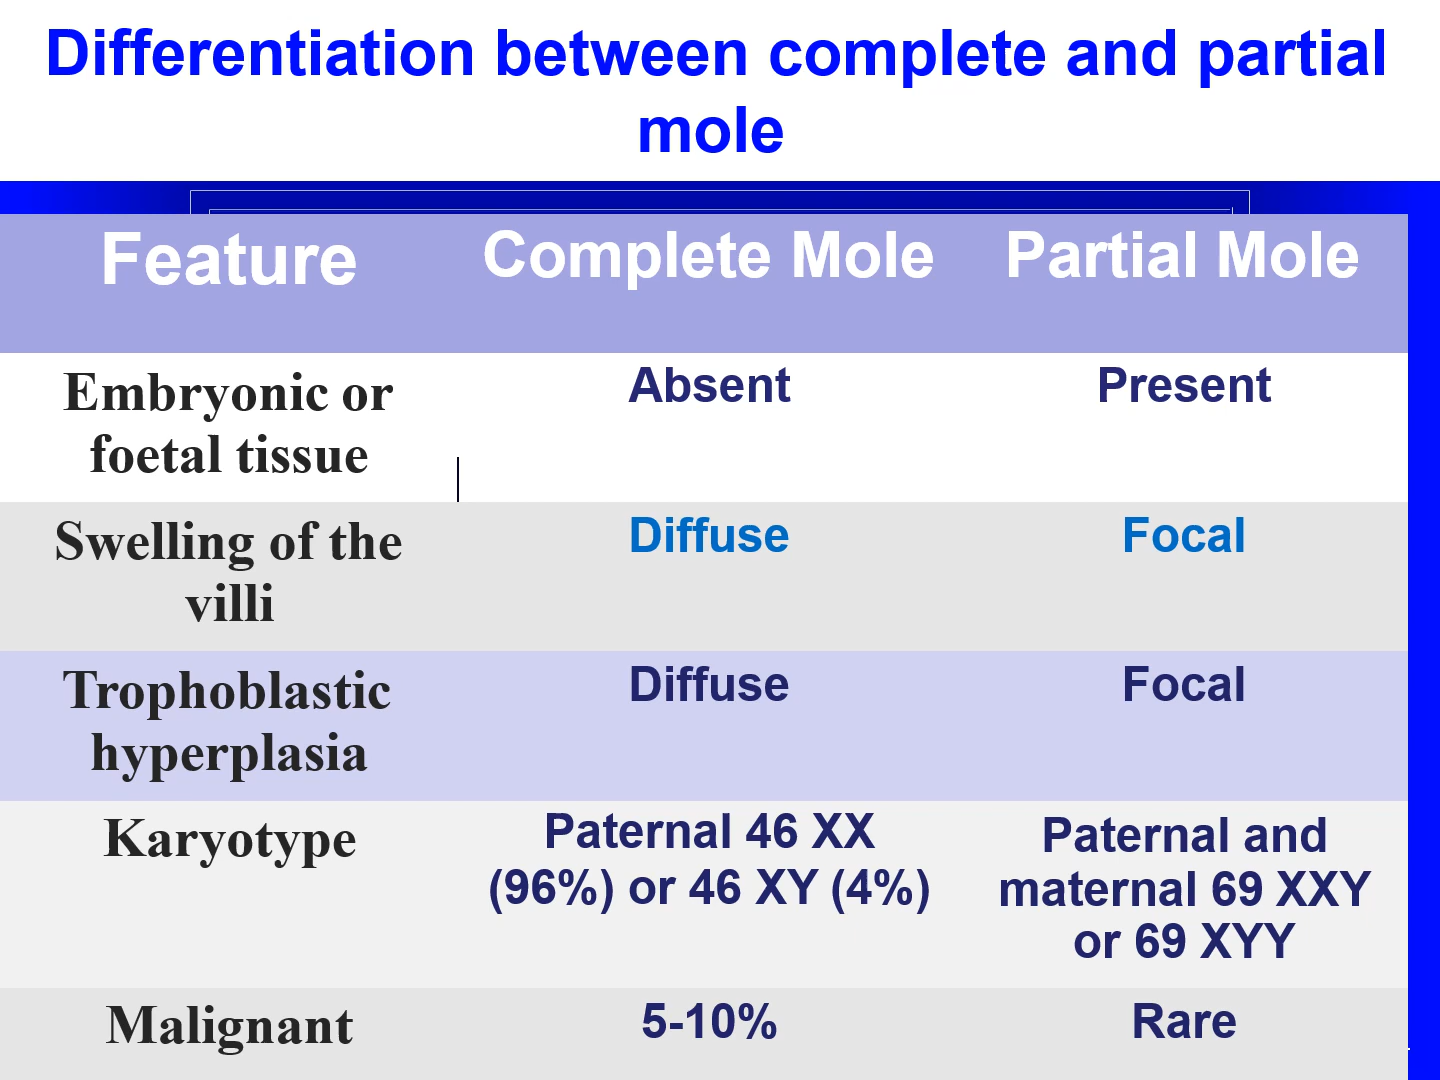 Differentiation between complete and partial
mole
Feature
Complete Mole
Partial Mole
Embryonic or
foetal tissue
Absent
Present
Swelling of the
villi
Diffuse
Focal
Trophoblastic
hyperplasia
Diffuse
Focal
Karyotype
Paternal 46 XX
(96%) or 46 XY (4%)
Paternal and
maternal 69 XXY
or 69 XYY
Malignant
5-10%
Rare